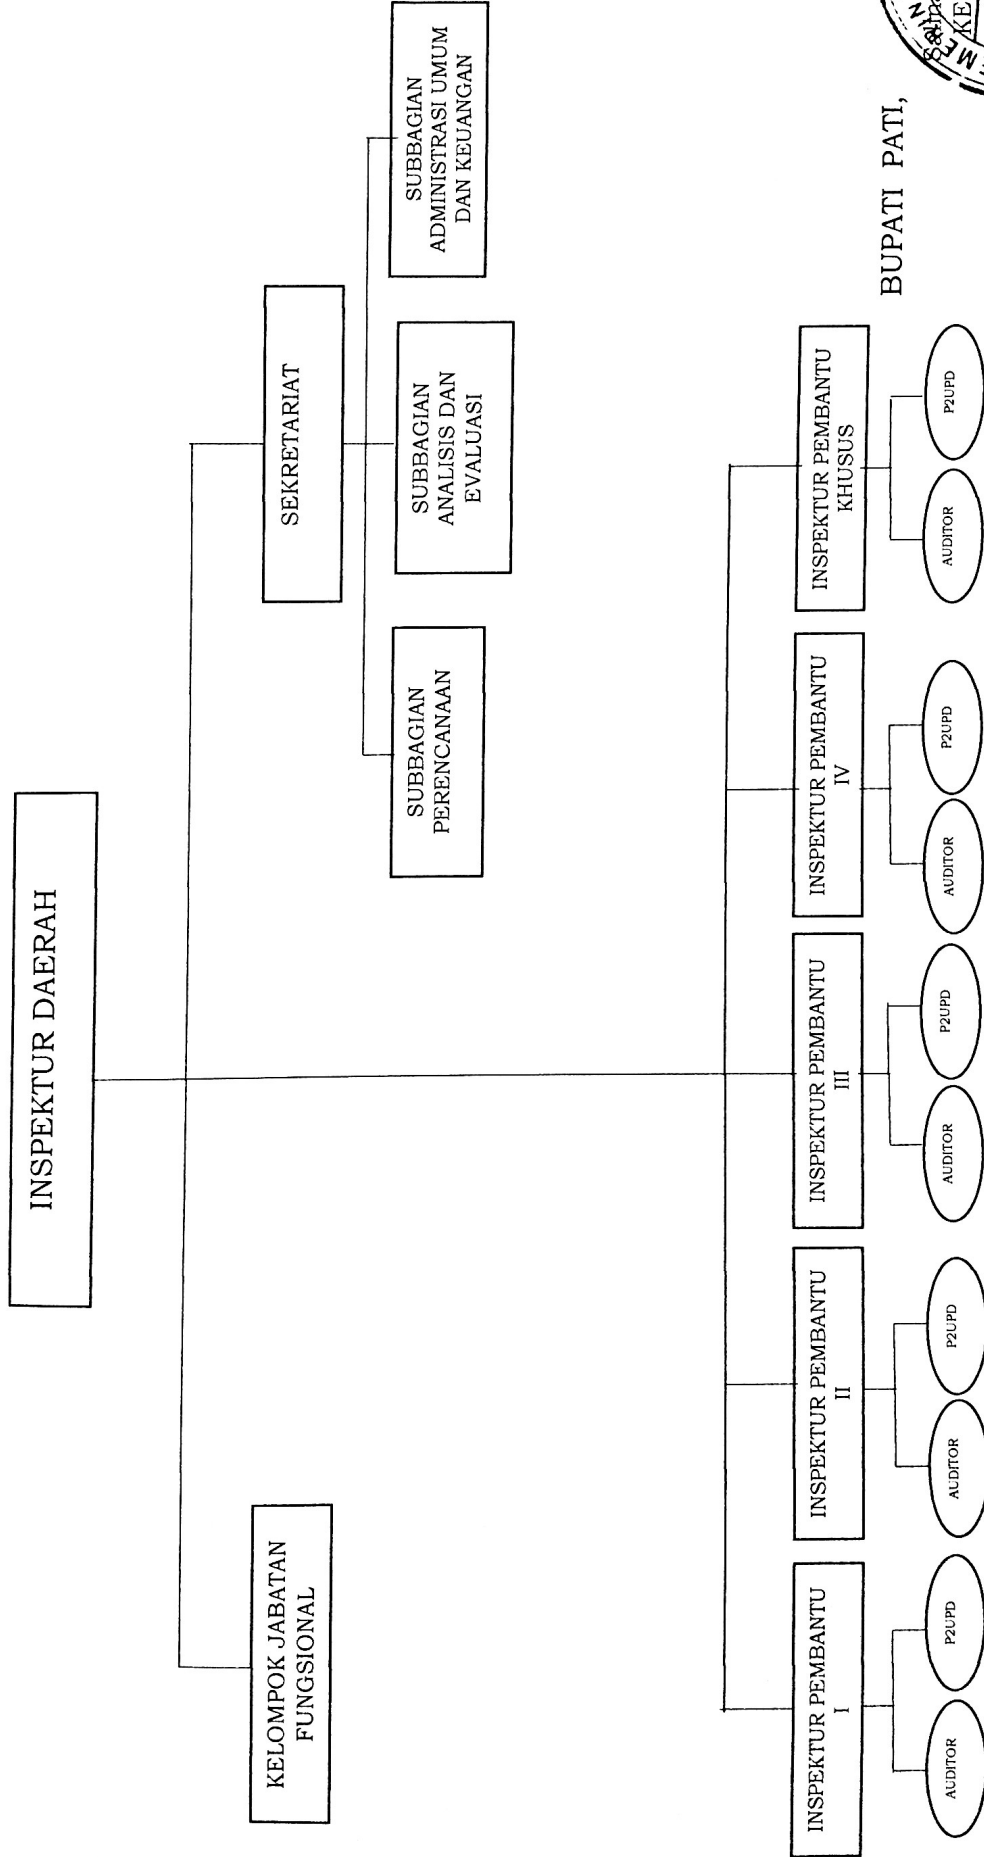 INSPEKTUR DAERAH
KELOMPOK JABATAN
FUNGSIONAL
SEKRETARIAT
SUBBAGIAN
PERENCANAAN
SUBBAGIAN
ANALISIS DAN
EVALUASI
SUBBAGIAN
ADMINISTRASI UMUM
DAN KEUANGAN
INSPEKTUR PEMBANTU
I
INSPEKTUR PEMBANTU
II
INSPEKTUR PEMBANTU
III
INSPEKTUR PEMBANTU
IV
INSPEKTUR PEMBANTU
KHUSUS
AUDITOR
P2UPD
AUDITOR
P2UPD
AUDITOR
P2UPD
AUDITOR
P2UPD
AUDITOR
P2UPD
BUPATI PATI,